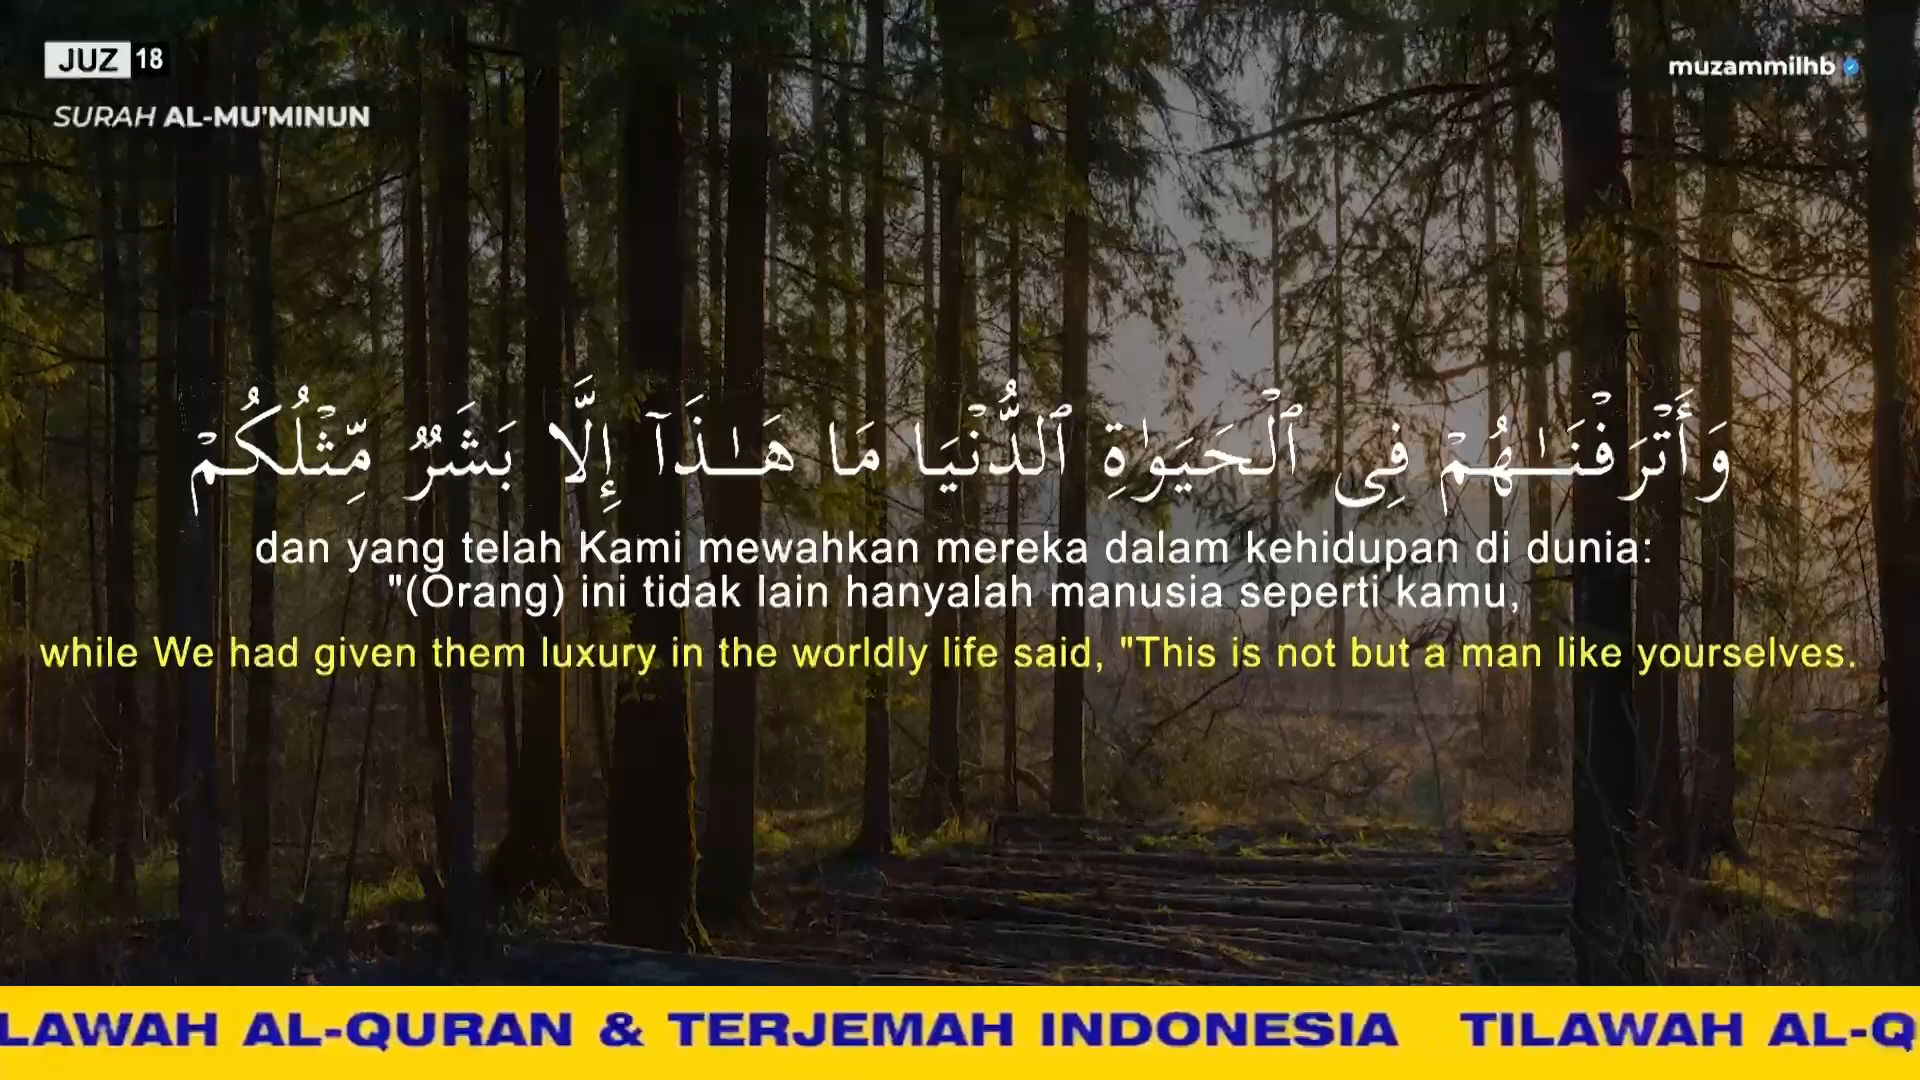 JUZ 18
muzammilhb
SURAH AL-MU'MINUN
وَأَتْرَفْنَـٰهُمْ فِى ٱلْحَيَوٰةِ ٱلدُّنْيَا مَا هَـٰذَآ إِلَّا بَشَرٌ مِّثْلُكُمْ
dan yang telah Kami mewahkan mereka dalam kehidupan di dunia:
"(Orang) ini tidak lain hanyalah manusia seperti kamu,
while We had given them luxury in the worldly life said, "This is not but a man like yourselves.
LAWAH AL-QURAN & TERJEMAH INDONESIA TILAWAH AL-Q